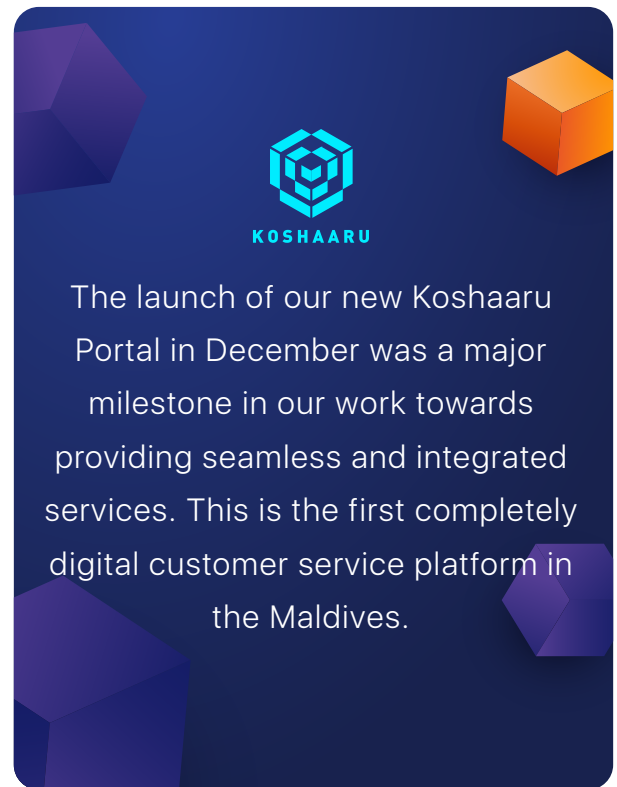 KOSHAARU
The launch of our new Koshaaru
Portal in December was a major
milestone in our work towards
providing seamless and integrated
services. This is the first completely
digital customer service platform in
the Maldives.